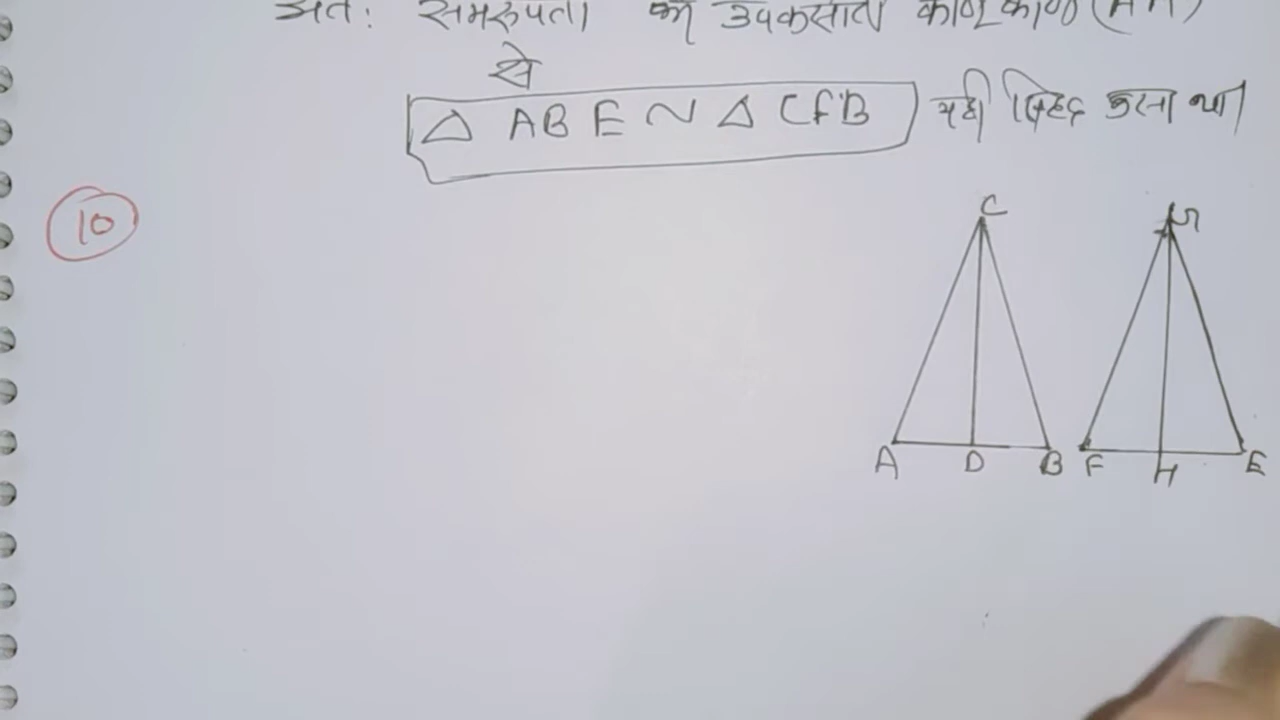 अतः समरूपता की उपकसौटी कोण कोण (AA)
से
△ ABE ~ △ CFB यही सिद्ध करना था।
10
C G
A D B F H E